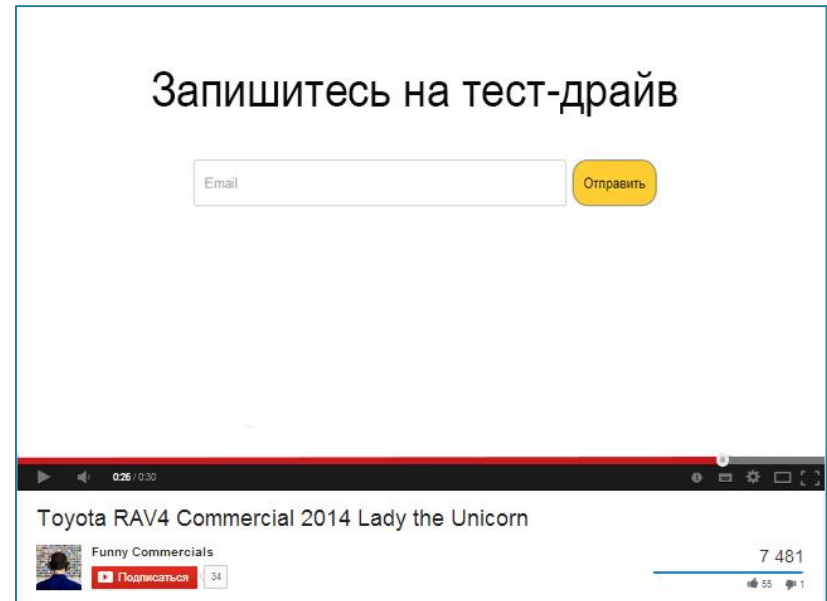 Запишитесь на тест-драйв
Email
Отправить
0:26 / 0:30
Toyota RAV4 Commercial 2014 Lady the Unicorn
Funny Commercials
Подписаться 34
7 481
55 1